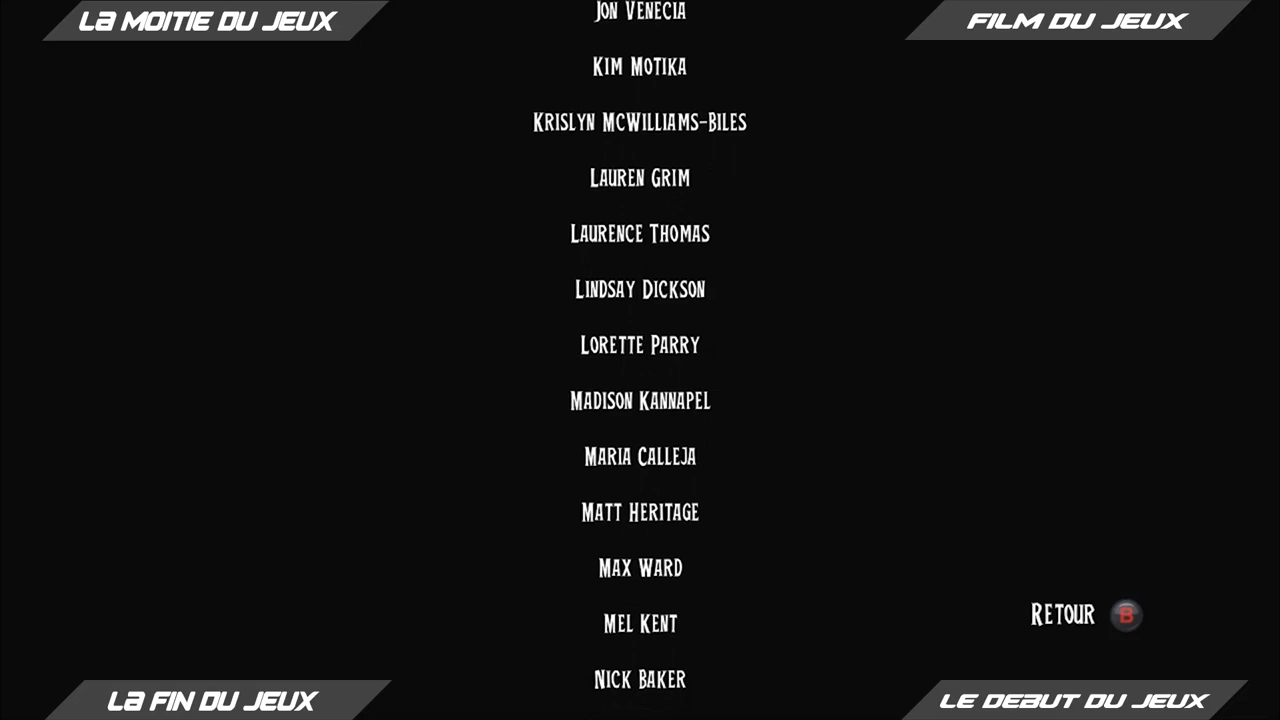 LA MOITIE DU JEUX
FILM DU JEUX
JON VENECIA
KIM MOTIKA
KRISLYN MCWILLIAMS-BILES
LAUREN GRIM
LAURENCE THOMAS
LINDSAY DICKSON
LORETTE PARRY
MADISON KANNAPEL
MARIA CALLEJA
MATT HERITAGE
MAX WARD
MEL KENT
RETOUR B
NICK BAKER
LA FIN DU JEUX
LE DEBUT DU JEUX